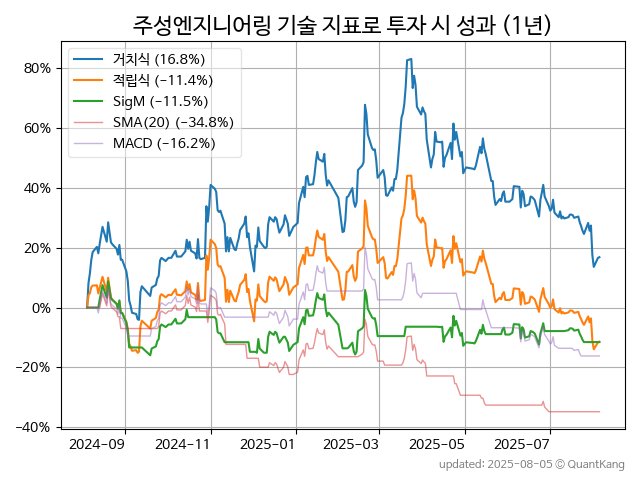 주성엔지니어링 기술 지표로 투자 시 성과 (1년)
거치식 (16.8%)
적립식 (−11.4%)
SigM (−11.5%)
SMA(20) (−34.8%)
MACD (−16.2%)
80%
60%
40%
20%
0%
−20%
−40%
2024-09 2024-11 2025-01 2025-03 2025-05 2025-07
updated: 2025-08-05 © QuantKang